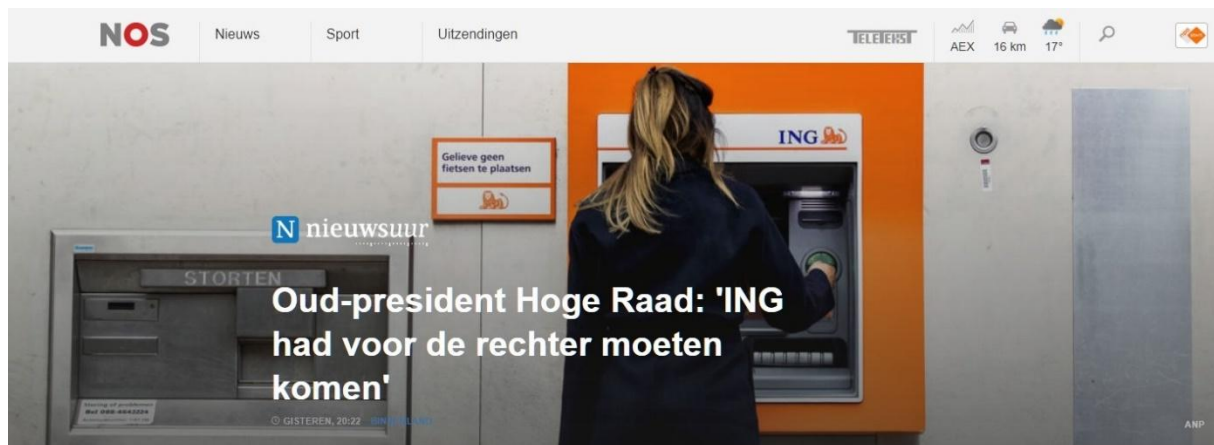 NOS
Nieuws
Sport
Uitzendingen
TELETEKST
AEX
16 km
17°
ING
Gelieve geen
fietsen te plaatsen
N nieuwsuur
STORTEN
Oud-president Hoge Raad: 'ING
had voor de rechter moeten
komen'
GISTEREN, 20:22
ANP